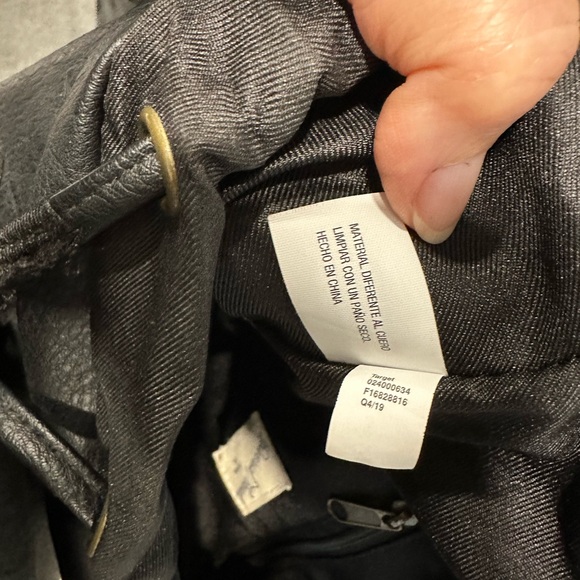 MATERIAL DIFERENTE AL CUERO
LIMPIAR CON UN PAÑO SECO.
HECHO EN CHINA
Target
024000634
F16828816
Q4/19